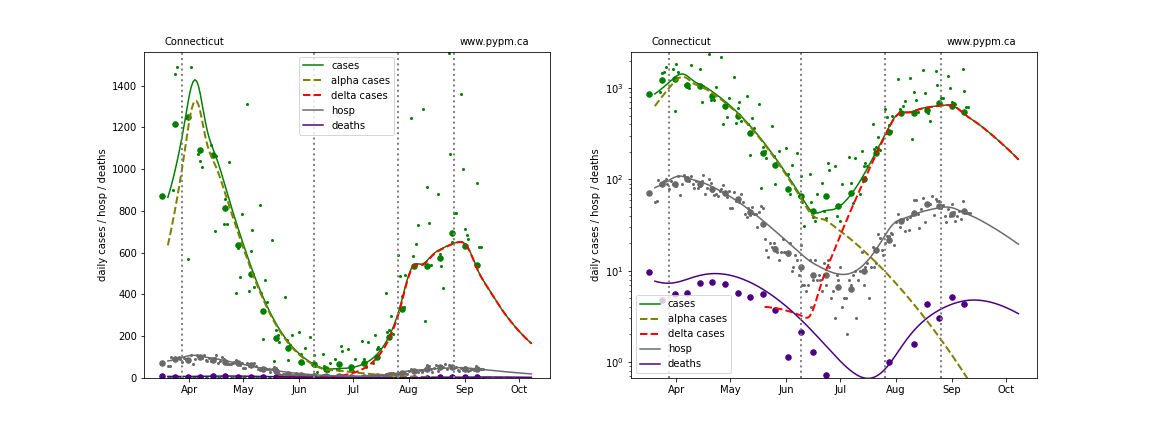 Connecticut www.pypm.ca
daily cases / hosp / deaths
1400
1200
1000
800
600
400
200
0
cases
alpha cases
delta cases
hosp
deaths
Apr May Jun Jul Aug Sep Oct
Connecticut www.pypm.ca
daily cases / hosp / deaths
10³
10²
10¹
10⁰
cases
alpha cases
delta cases
hosp
deaths
Apr May Jun Jul Aug Sep Oct